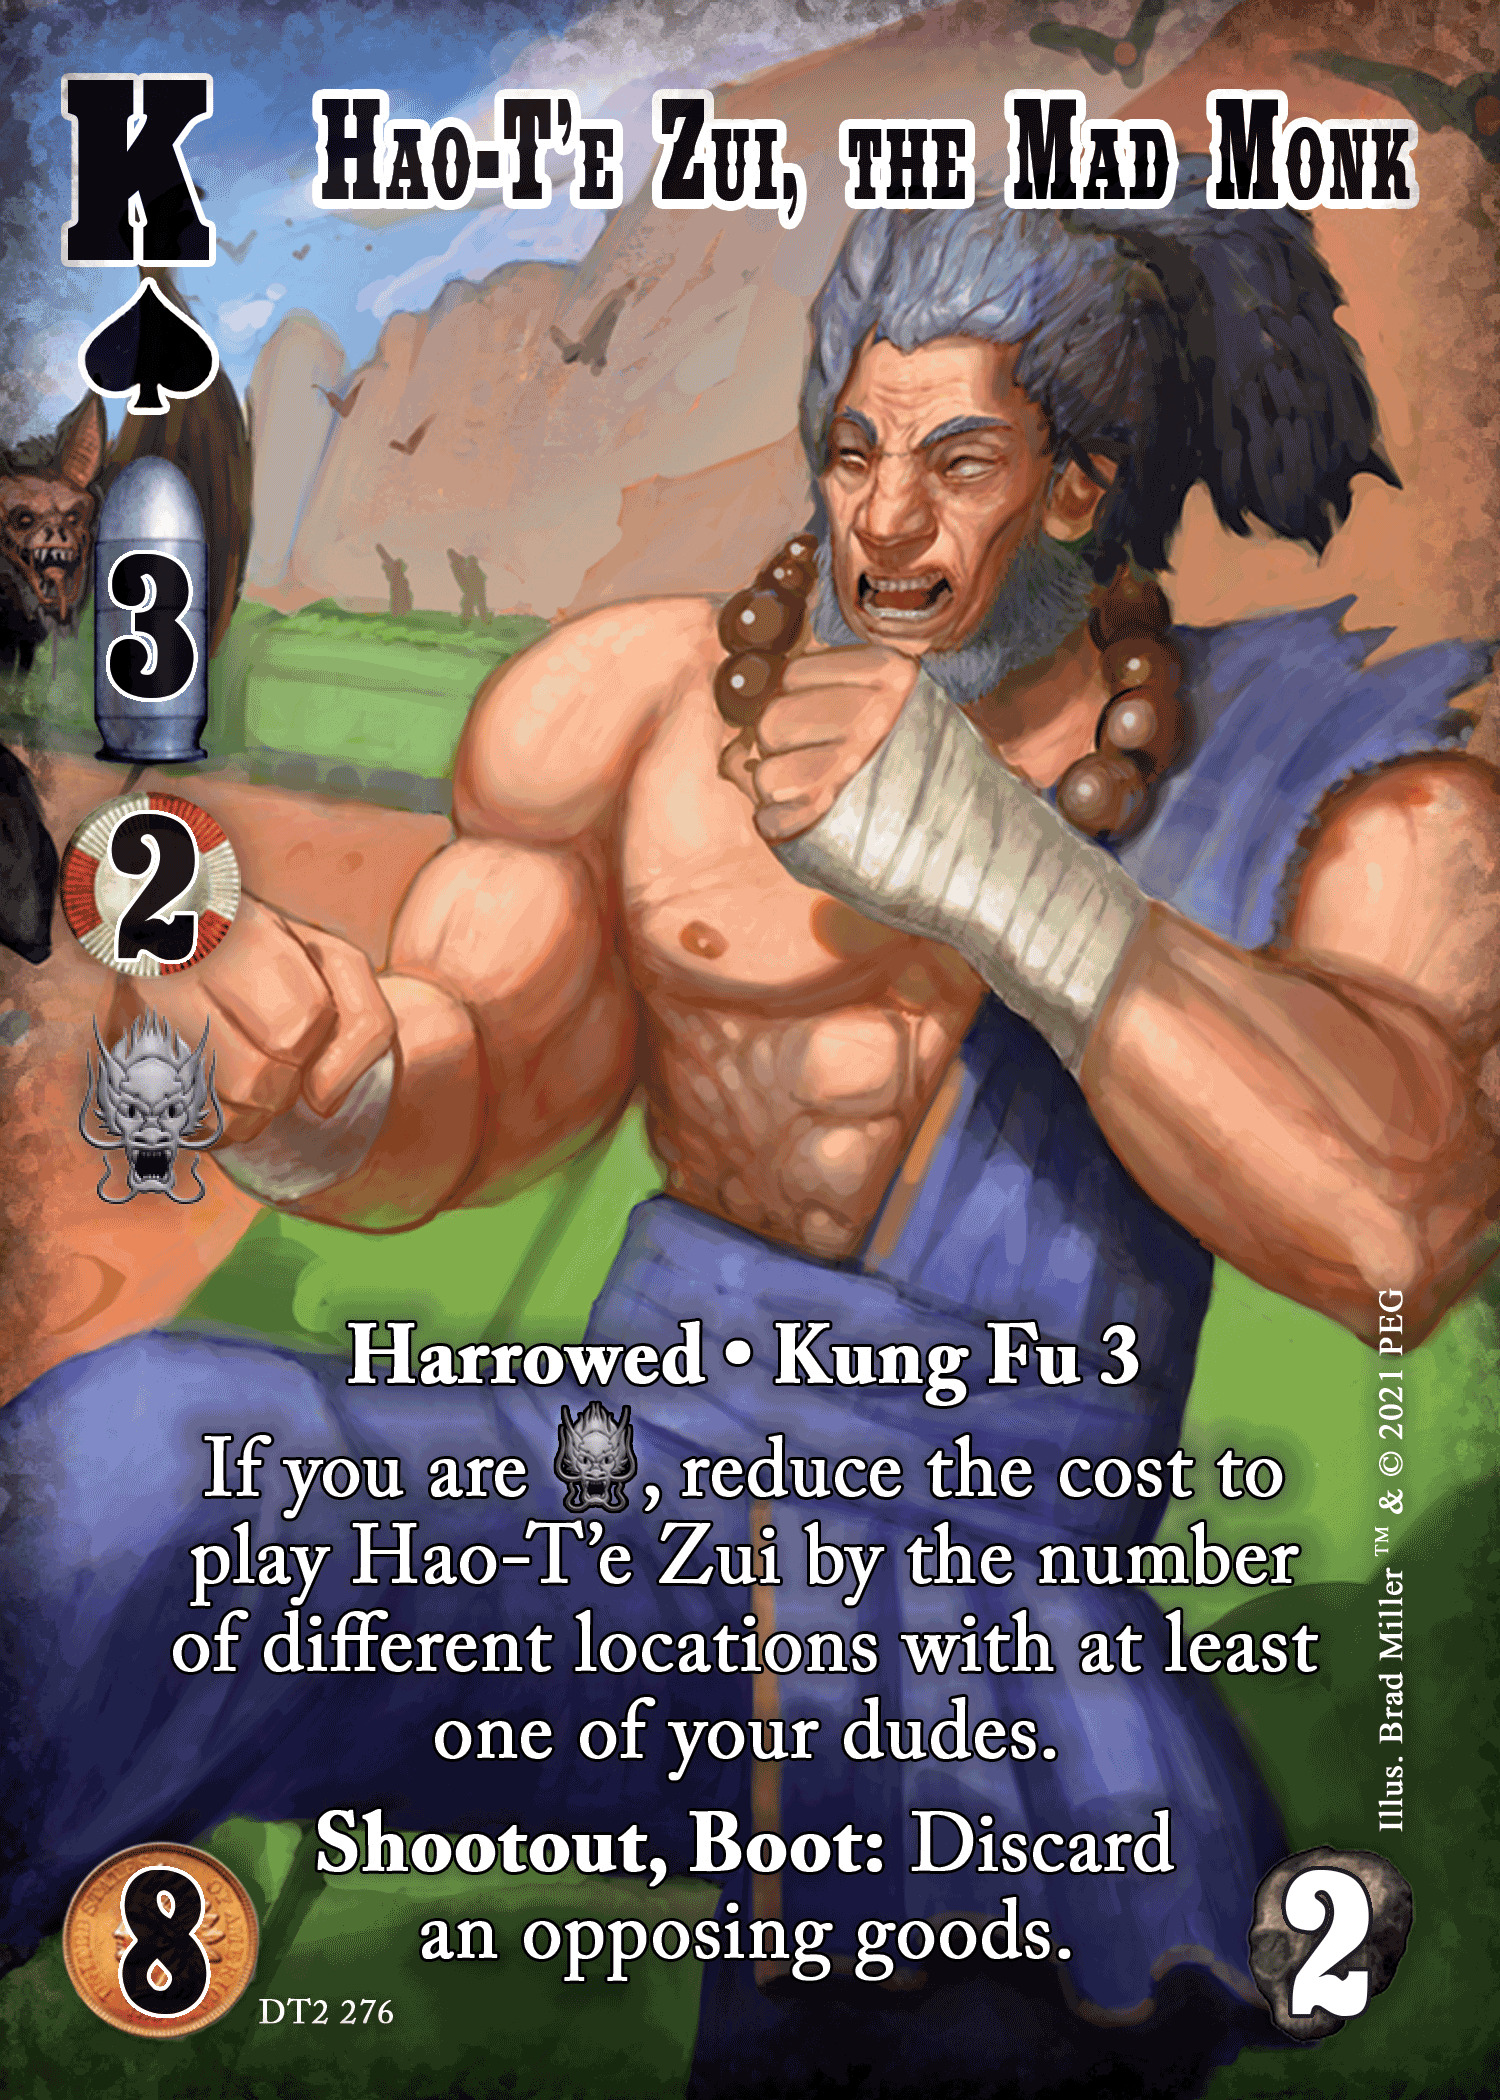 K
Hao-T’e Zui, the Mad Monk
3
2
Harrowed • Kung Fu 3
If you are , reduce the cost to
play Hao-T’e Zui by the number
of different locations with at least
one of your dudes.
Shootout, Boot: Discard
an opposing goods.
8
DT2 276
2
Illus. Brad Miller ™ & © 2021 PEG